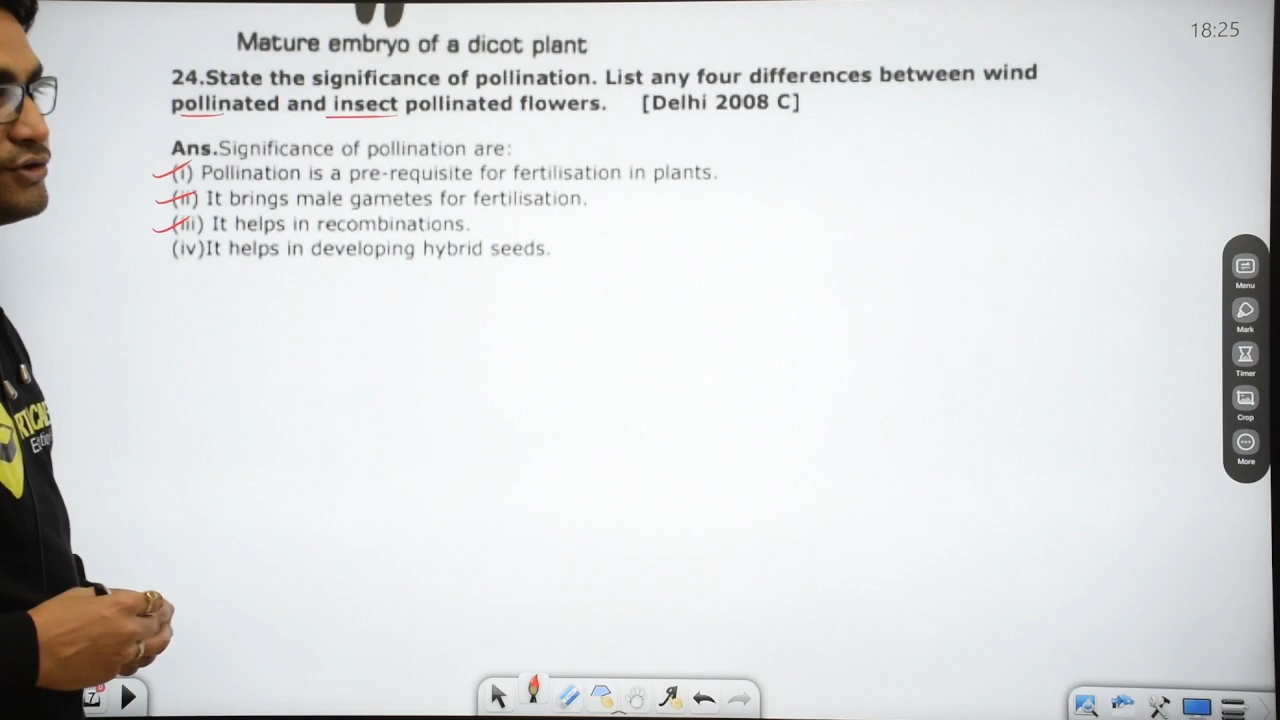 18:25
Mature embryo of a dicot plant
24.State the significance of pollination. List any four differences between wind
pollinated and insect pollinated flowers. [Delhi 2008 C]
Ans.Significance of pollination are:
(i) Pollination is a pre-requisite for fertilisation in plants.
(ii) It brings male gametes for fertilisation.
(iii) It helps in recombinations.
(iv)It helps in developing hybrid seeds.
Menu
Mark
Timer
Crop
More
7